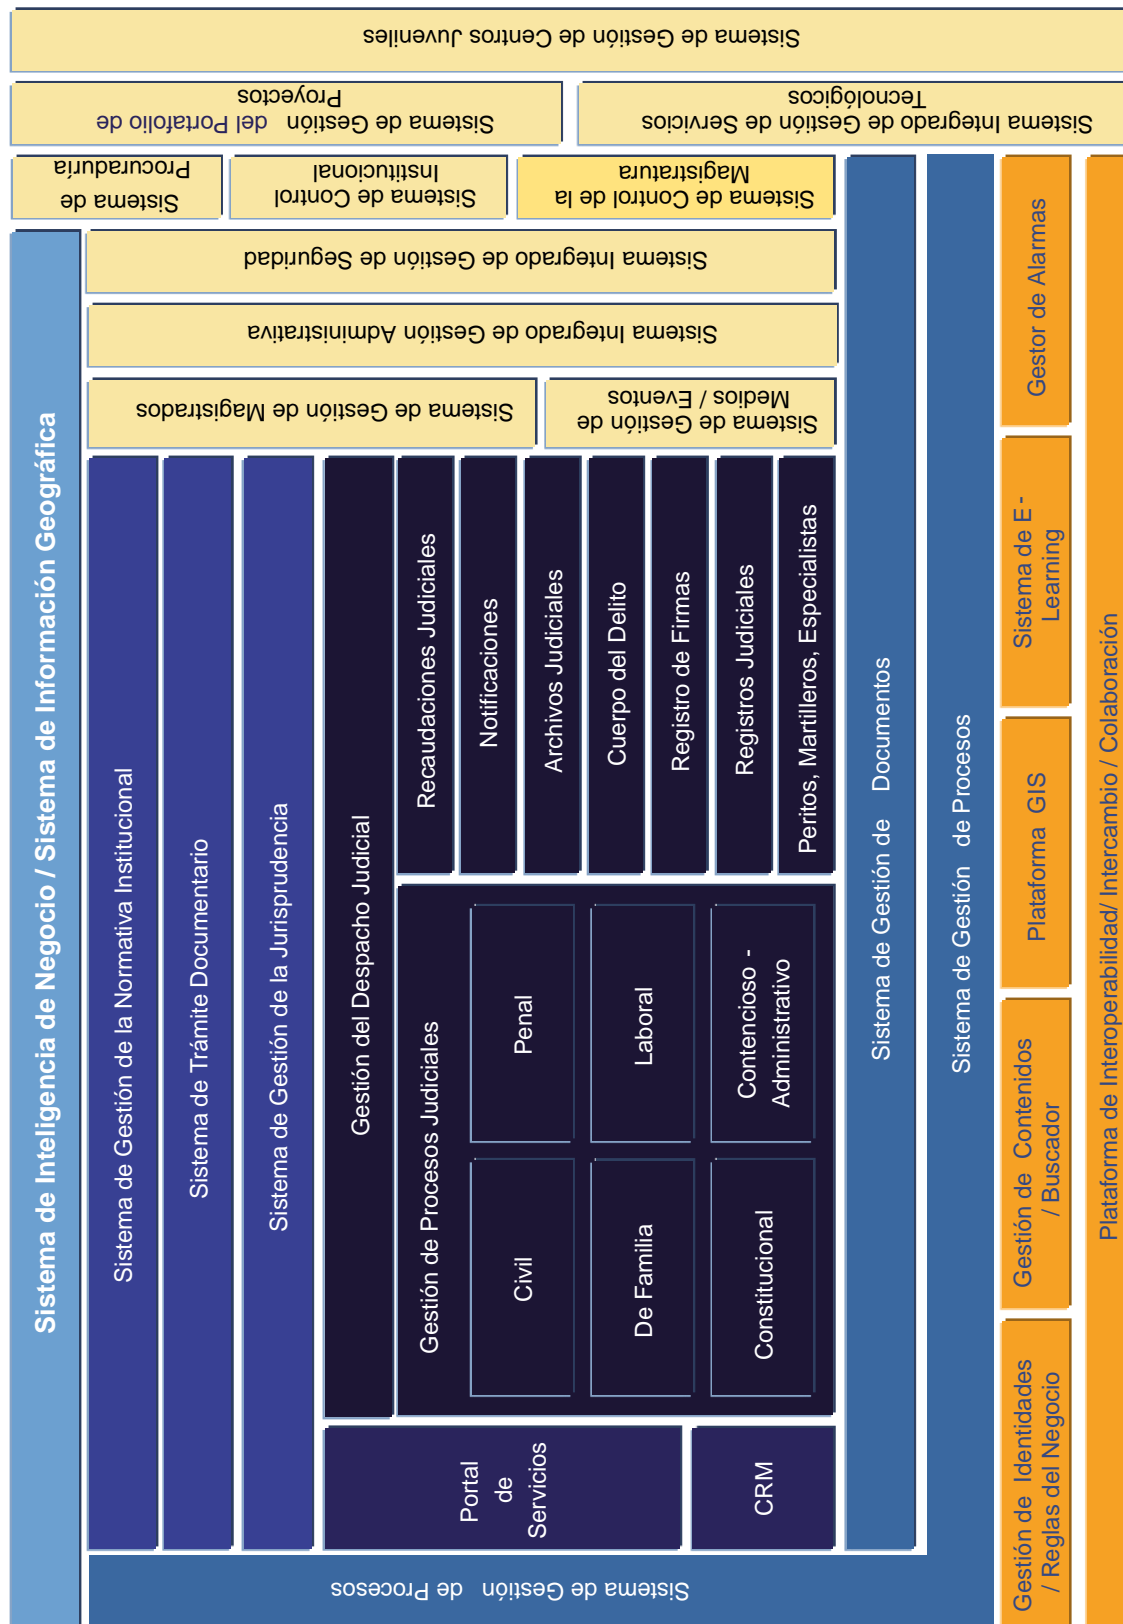 Sistema de Inteligencia de Negocio / Sistema de Información Geográfica
Sistema de Gestión de la Normativa Institucional
Sistema de Trámite Documentario
Sistema de Gestión de la Jurisprudencia
Portal
de
Servicios
CRM
Gestión del Despacho Judicial
Gestión de Procesos Judiciales
Civil
Penal
De Familia
Laboral
Constitucional
Contencioso -
Administrativo
Recaudaciones Judiciales
Notificaciones
Archivos Judiciales
Cuerpo del Delito
Registro de Firmas
Registros Judiciales
Peritos, Martilleros, Especialistas
Sistema de Gestión de Magistrados
Sistema de Gestión de
Medios / Eventos
Sistema Integrado de Gestión Administrativa
Sistema Integrado de Gestión de Seguridad
Sistema de
Procuraduría
Sistema de Control
Institucional
Sistema de Control de la
Magistratura
Sistema de Gestión del Portafolio de
Proyectos
Sistema Integrado de Gestión de Servicios
Tecnológicos
Sistema de Gestión de Centros Juveniles
Sistema de Gestión de Documentos
Sistema de Gestión de Procesos
Sistema de Gestión de Procesos
Gestión de Identidades
/ Reglas del Negocio
Gestión de Contenidos
/ Buscador
Plataforma GIS
Sistema de E -
Learning
Gestor de Alarmas
Plataforma de Interoperabilidad/ Intercambio / Colaboración